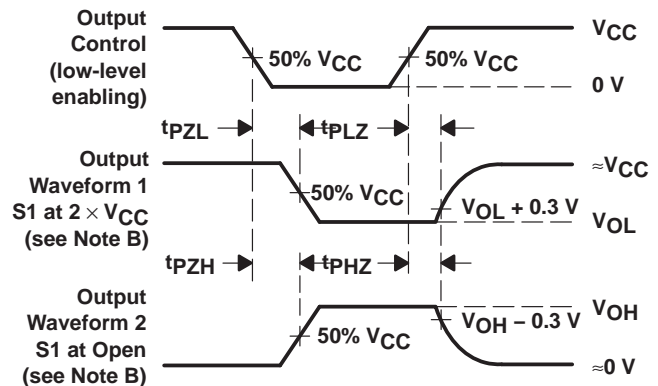 Output
Control
(low-level
enabling)
50% VCC
50% VCC
VCC
0 V
tPZL
tPLZ
Output
Waveform 1
S1 at 2 × VCC
(see Note B)
50% VCC
VOL + 0.3 V
≈VCC
VOL
tPZH
tPHZ
Output
Waveform 2
S1 at Open
(see Note B)
50% VCC
VOH − 0.3 V
VOH
≈0 V